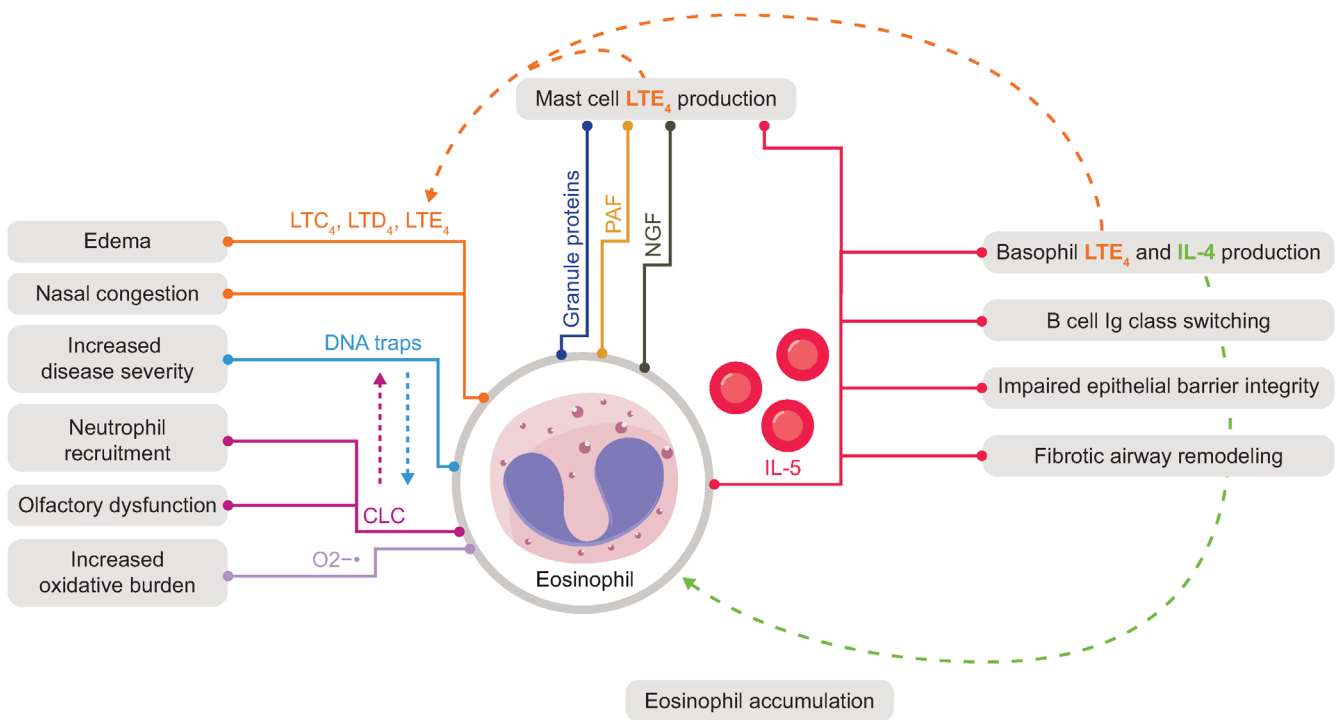 Mast cell LTE₄ production
Granule proteins
PAF
NGF
LTC₄, LTD₄, LTE₄
Edema
Nasal congestion
Increased
disease severity
DNA traps
Neutrophil
recruitment
Olfactory dysfunction
CLC
Increased
oxidative burden
O2−•
Eosinophil
IL-5
Basophil LTE₄ and IL-4 production
B cell Ig class switching
Impaired epithelial barrier integrity
Fibrotic airway remodeling
Eosinophil accumulation